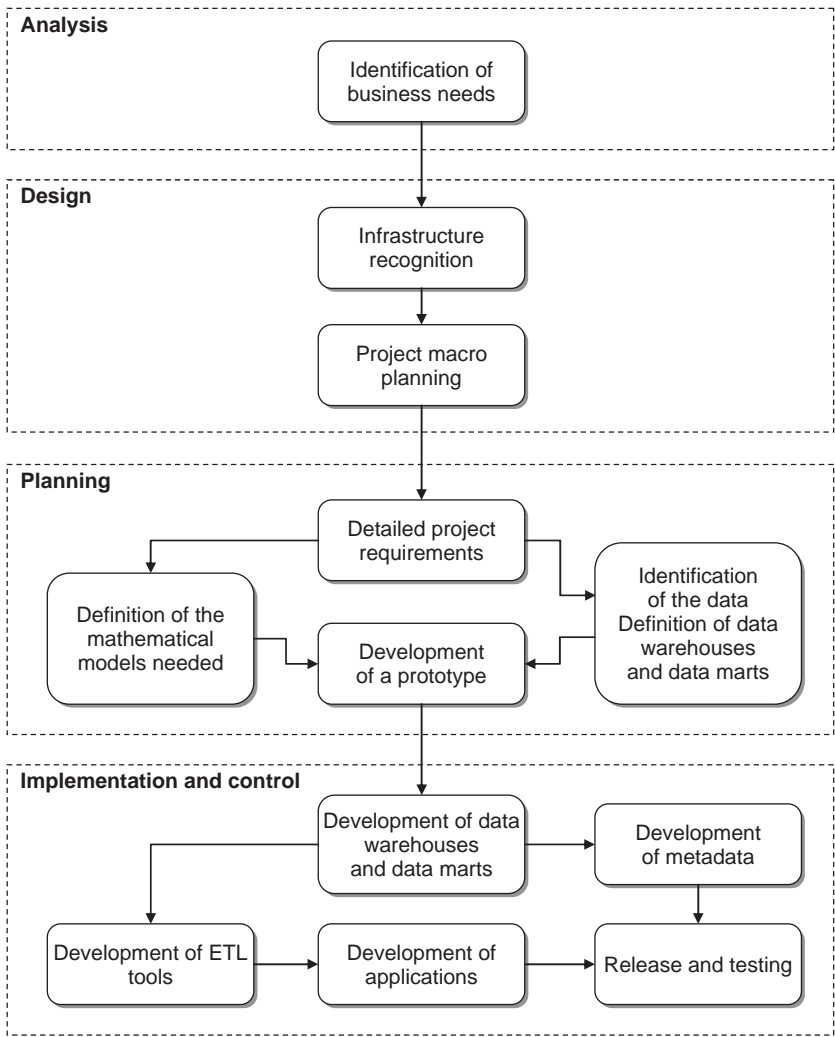 Analysis
Identification of
business needs
Design
Infrastructure
recognition
Project macro
planning
Planning
Detailed project
requirements
Definition of the
mathematical
models needed
Development
of a prototype
Identification
of the data
Definition of data
warehouses
and data marts
Implementation and control
Development of data
warehouses
and data marts
Development
of metadata
Development of ETL
tools
Development of
applications
Release and testing